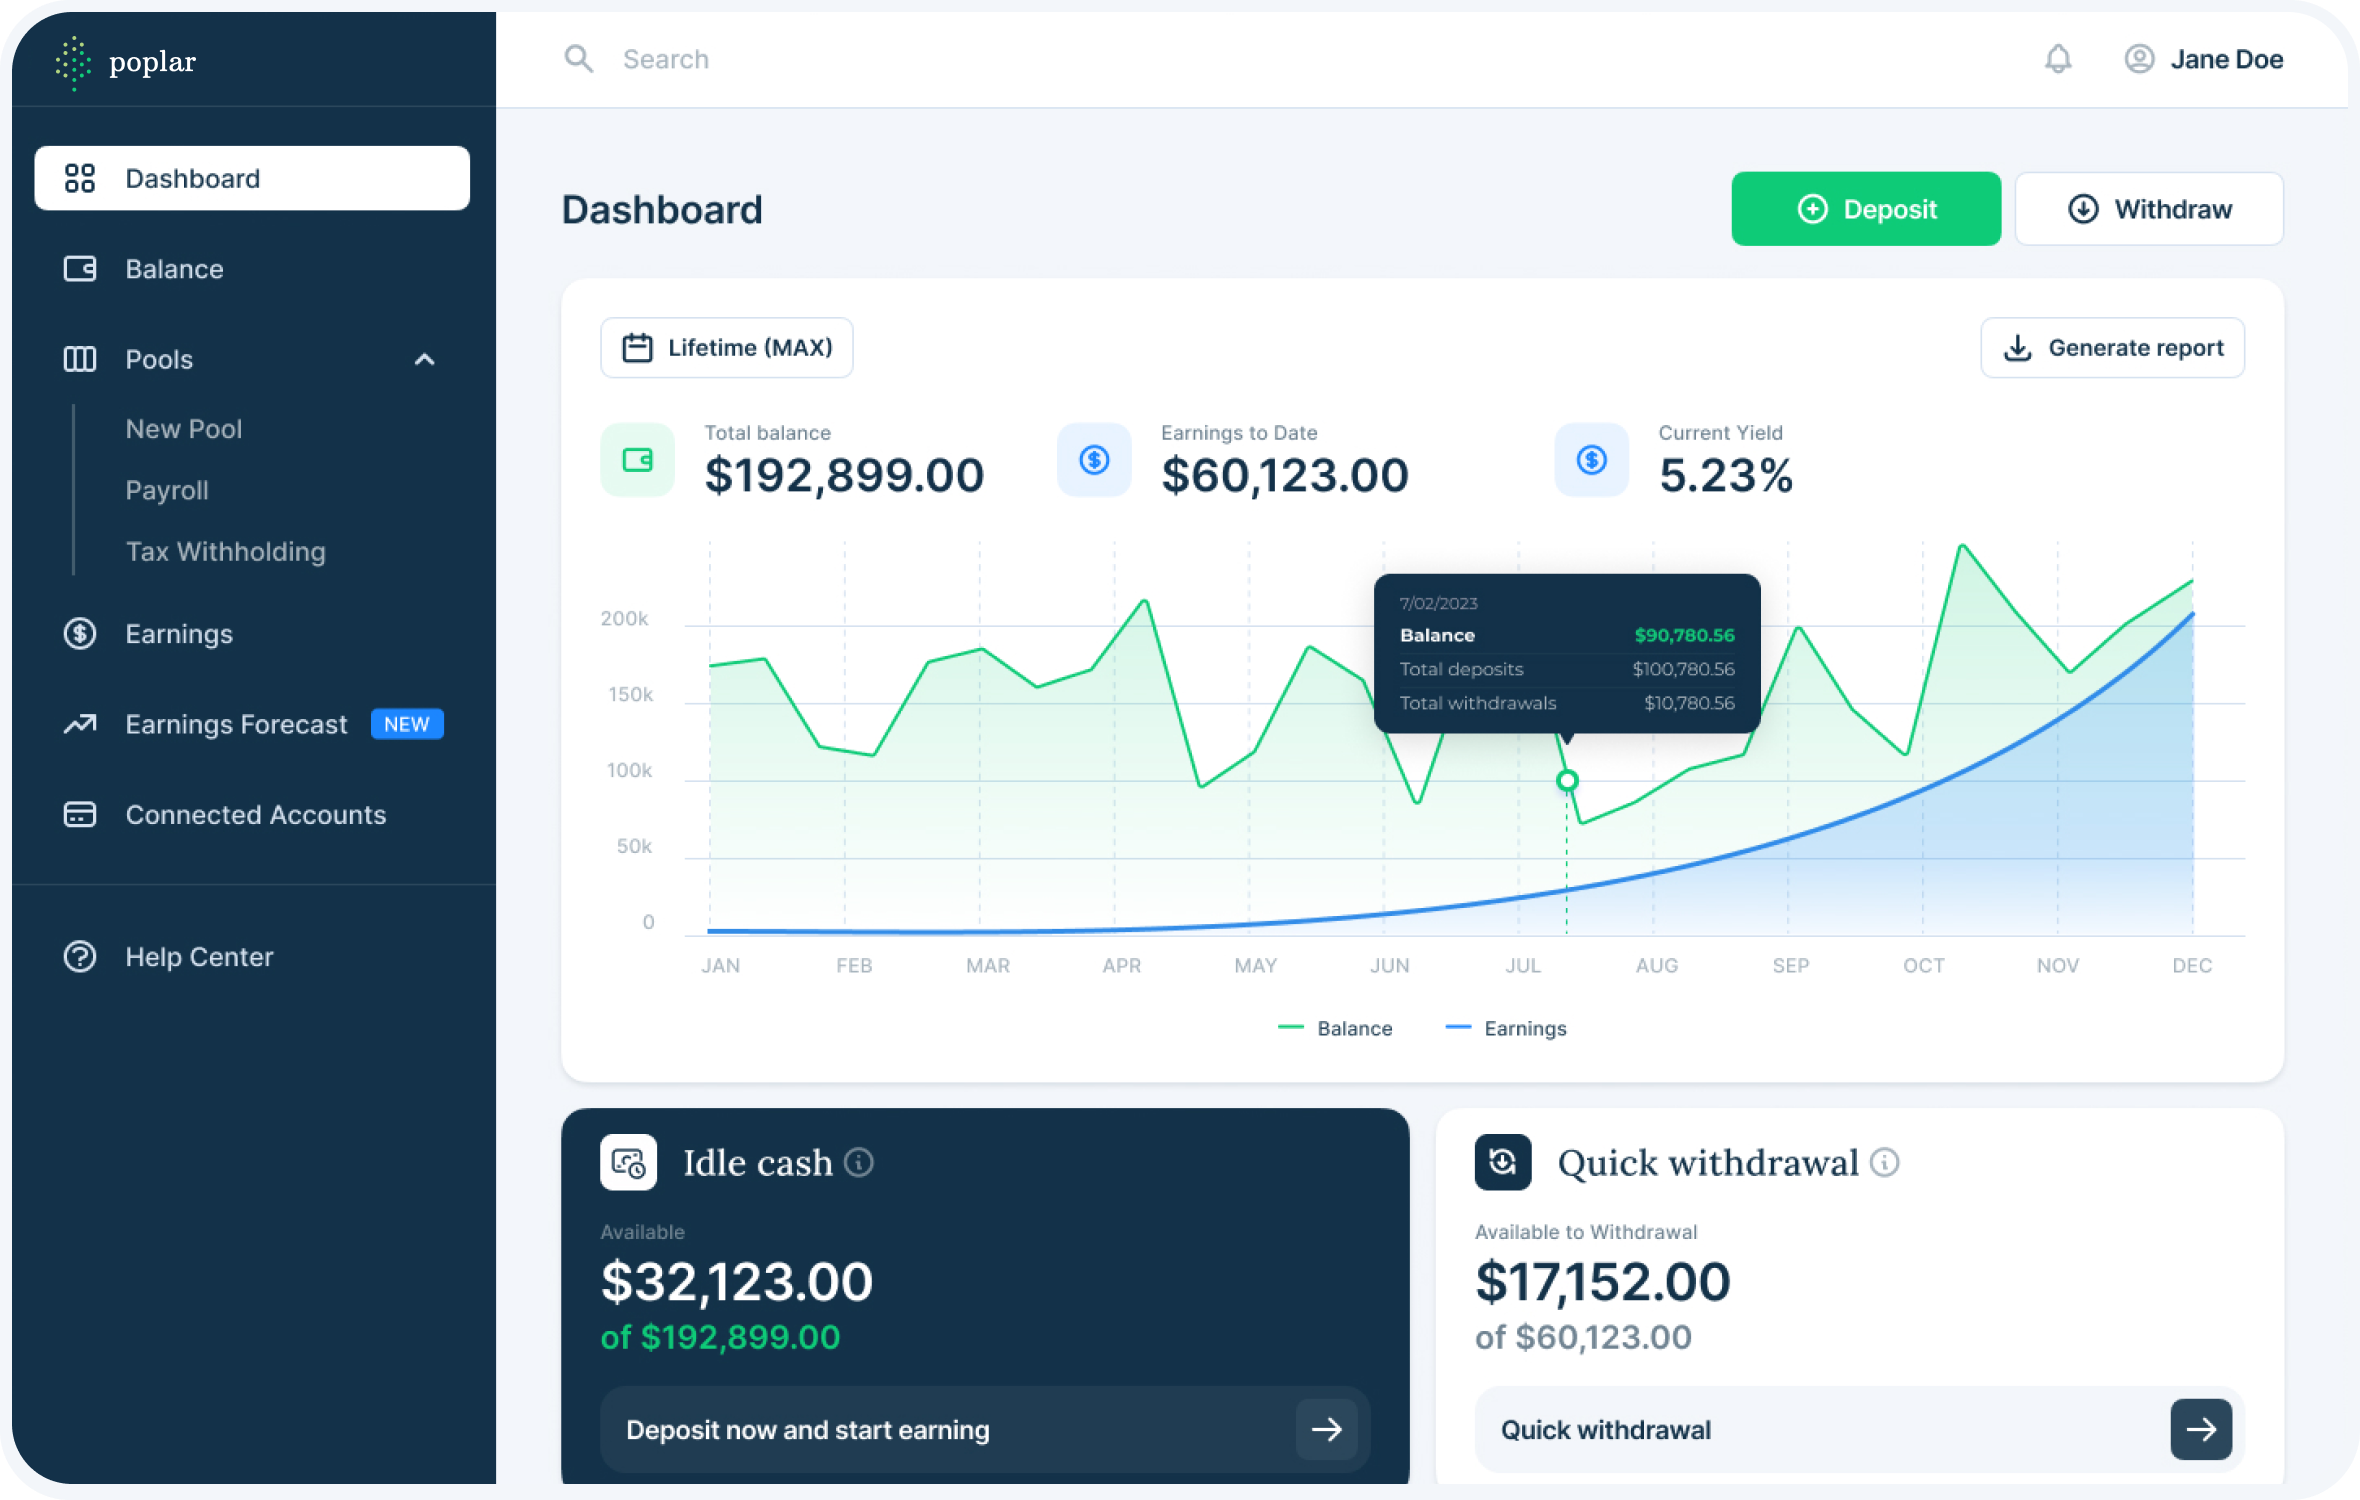 poplar
Search
Jane Doe
Dashboard
Balance
Pools
New Pool
Payroll
Tax Withholding
Earnings
Earnings Forecast NEW
Connected Accounts
Help Center
Dashboard
Deposit
Withdraw
Lifetime (MAX)
Generate report
Total balance
$192,899.00
Earnings to Date
$60,123.00
Current Yield
5.23%
200k
150k
100k
50k
0
7/02/2023
Balance $90,780.56
Total deposits $100,780.56
Total withdrawals $10,780.56
JAN FEB MAR APR MAY JUN JUL AUG SEP OCT NOV DEC
Balance Earnings
Idle cash
Available
$32,123.00
of $192,899.00
Deposit now and start earning
Quick withdrawal
Available to Withdrawal
$17,152.00
of $60,123.00
Quick withdrawal